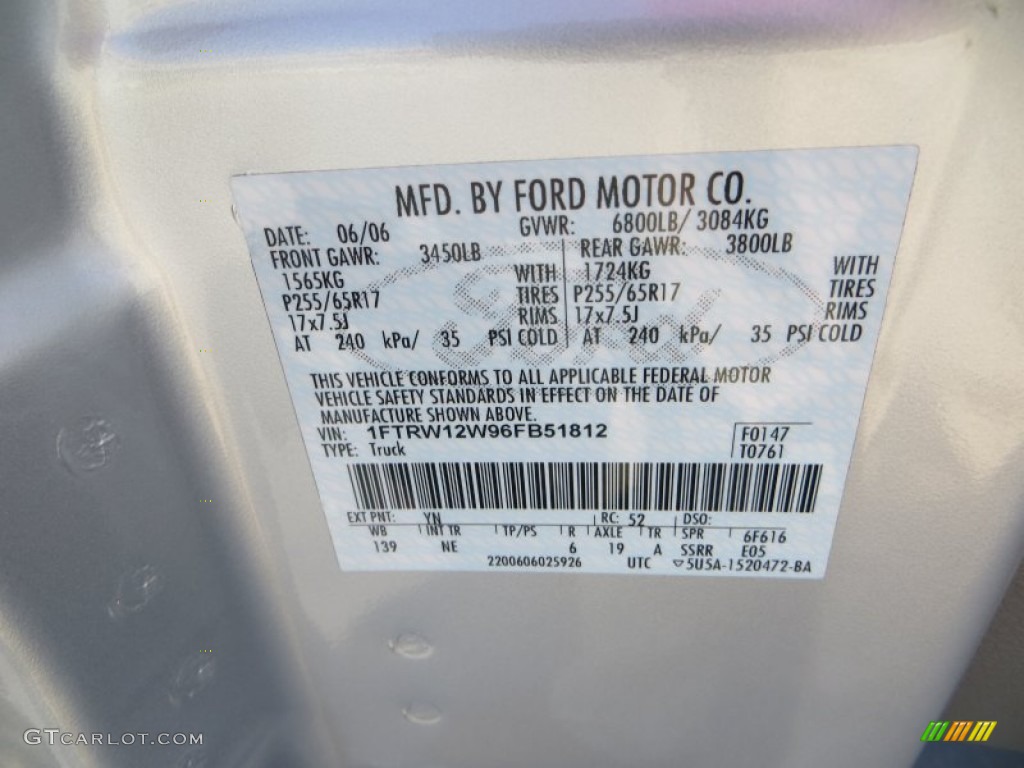 MFD. BY FORD MOTOR CO.
DATE: 06/06 GVWR: 6800LB/ 3084KG
FRONT GAWR: 3450LB REAR GAWR: 3800LB
1565KG WITH 1724KG WITH
P255/65R17 TIRES P255/65R17 TIRES
17x7.5J RIMS 17x7.5J RIMS
AT 240 kPa/ 35 PSI COLD AT 240 kPa/ 35 PSI COLD
Ford
THIS VEHICLE CONFORMS TO ALL APPLICABLE FEDERAL MOTOR
VEHICLE SAFETY STANDARDS IN EFFECT ON THE DATE OF
MANUFACTURE SHOWN ABOVE.
VIN: 1FTRW12W96FB51812 F0147
TYPE: Truck T0761
EXT PNT: YN RC: 52 DSO:
WB INT TR TP/PS R AXLE TR SPR 6F616
139 NE 6 19 A SSRR E05
2200606025926 UTC ▽5U5A-1520472-BA
GTCARLOT.COM